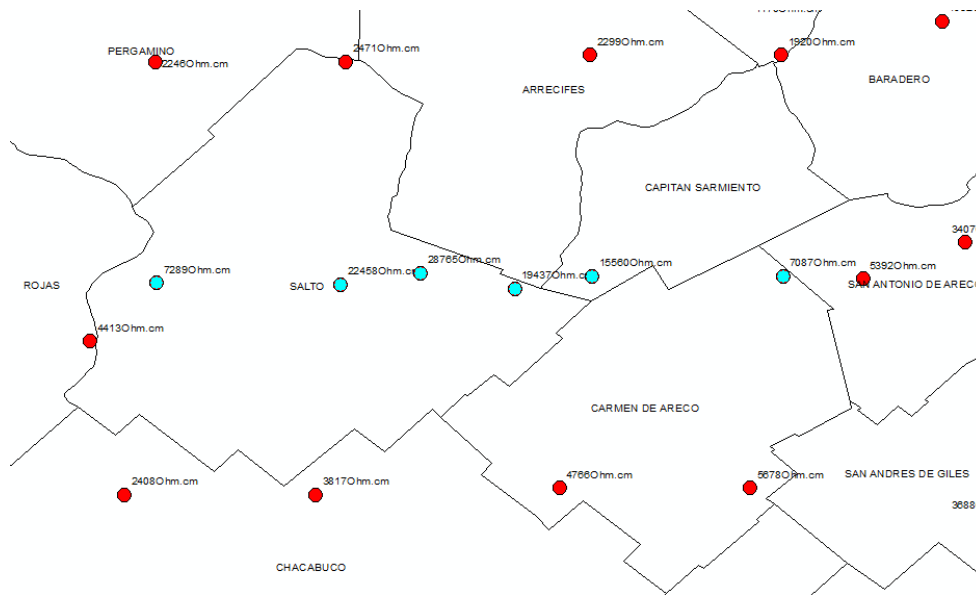 PERGAMINO
2246Ohm.cm
2471Ohm.cm
2299Ohm.cm
1920Ohm.cm
ARRECIFES
BARADERO
CAPITAN SARMIENTO
3407
7289Ohm.cm
22458Ohm.cm
28765Ohm.cm
19437Ohm.cm
15560Ohm.cm
7087Ohm.cm
5392Ohm.cm
ROJAS
SALTO
SAN ANTONIO DE ARECO
4413Ohm.cm
CARMEN DE ARECO
2408Ohm.cm
3817Ohm.cm
4766Ohm.cm
5678Ohm.cm
SAN ANDRES DE GILES
3688
CHACABUCO